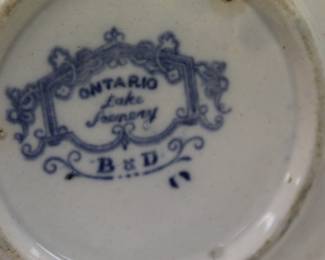 ONTARIO
Lake
Scenery
B & D